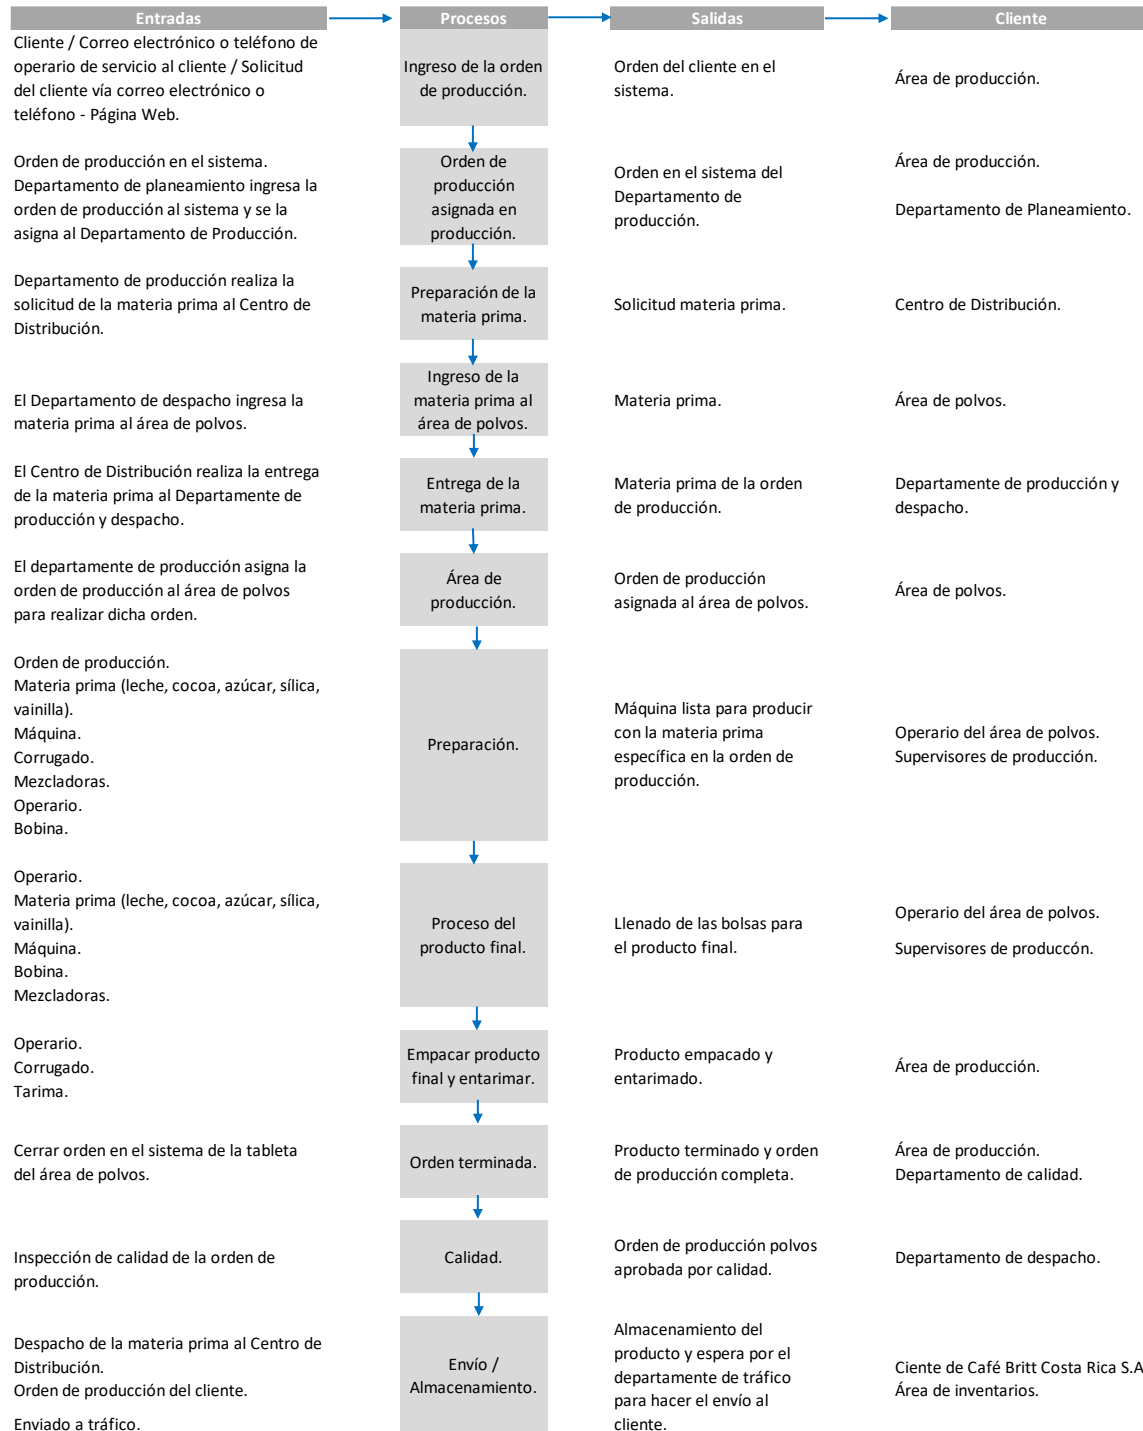 Entradas
Procesos
Salidas
Cliente
Cliente / Correo electrónico o teléfono de
operario de servicio al cliente / Solicitud
del cliente vía correo electrónico o
teléfono - Página Web.
Ingreso de la orden
de producción.
Orden del cliente en el
sistema.
Área de producción.
Orden de producción en el sistema.
Departamento de planeamiento ingresa la
orden de producción al sistema y se la
asigna al Departamento de Producción.
Orden de
producción
asignada en
producción.
Orden en el sistema del
Departamento de
producción.
Área de producción.
Departamento de Planeamiento.
Departamento de producción realiza la
solicitud de la materia prima al Centro de
Distribución.
Preparación de la
materia prima.
Solicitud materia prima.
Centro de Distribución.
El Departamento de despacho ingresa la
materia prima al área de polvos.
Ingreso de la
materia prima al
área de polvos.
Materia prima.
Área de polvos.
El Centro de Distribución realiza la entrega
de la materia prima al Departamente de
producción y despacho.
Entrega de la
materia prima.
Materia prima de la orden
de producción.
Departamente de producción y
despacho.
El departamente de producción asigna la
orden de producción al área de polvos
para realizar dicha orden.
Área de
producción.
Orden de producción
asignada al área de polvos.
Área de polvos.
Orden de producción.
Materia prima (leche, cocoa, azúcar, sílica,
vainilla).
Máquina.
Corrugado.
Mezcladoras.
Operario.
Bobina.
Preparación.
Máquina lista para producir
con la materia prima
específica en la orden de
producción.
Operario del área de polvos.
Supervisores de producción.
Operario.
Materia prima (leche, cocoa, azúcar, sílica,
vainilla).
Máquina.
Bobina.
Mezcladoras.
Proceso del
producto final.
Llenado de las bolsas para
el producto final.
Operario del área de polvos.
Supervisores de produccón.
Operario.
Corrugado.
Tarima.
Empacar producto
final y entarimar.
Producto empacado y
entarimado.
Área de producción.
Cerrar orden en el sistema de la tableta
del área de polvos.
Orden terminada.
Producto terminado y orden
de producción completa.
Área de producción.
Departamento de calidad.
Inspección de calidad de la orden de
producción.
Calidad.
Orden de producción polvos
aprobada por calidad.
Departamento de despacho.
Despacho de la materia prima al Centro de
Distribución.
Orden de producción del cliente.
Enviado a tráfico.
Envío /
Almacenamiento.
Almacenamiento del
producto y espera por el
departamente de tráfico
para hacer el envío al
cliente.
Ciente de Café Britt Costa Rica S.A
Área de inventarios.